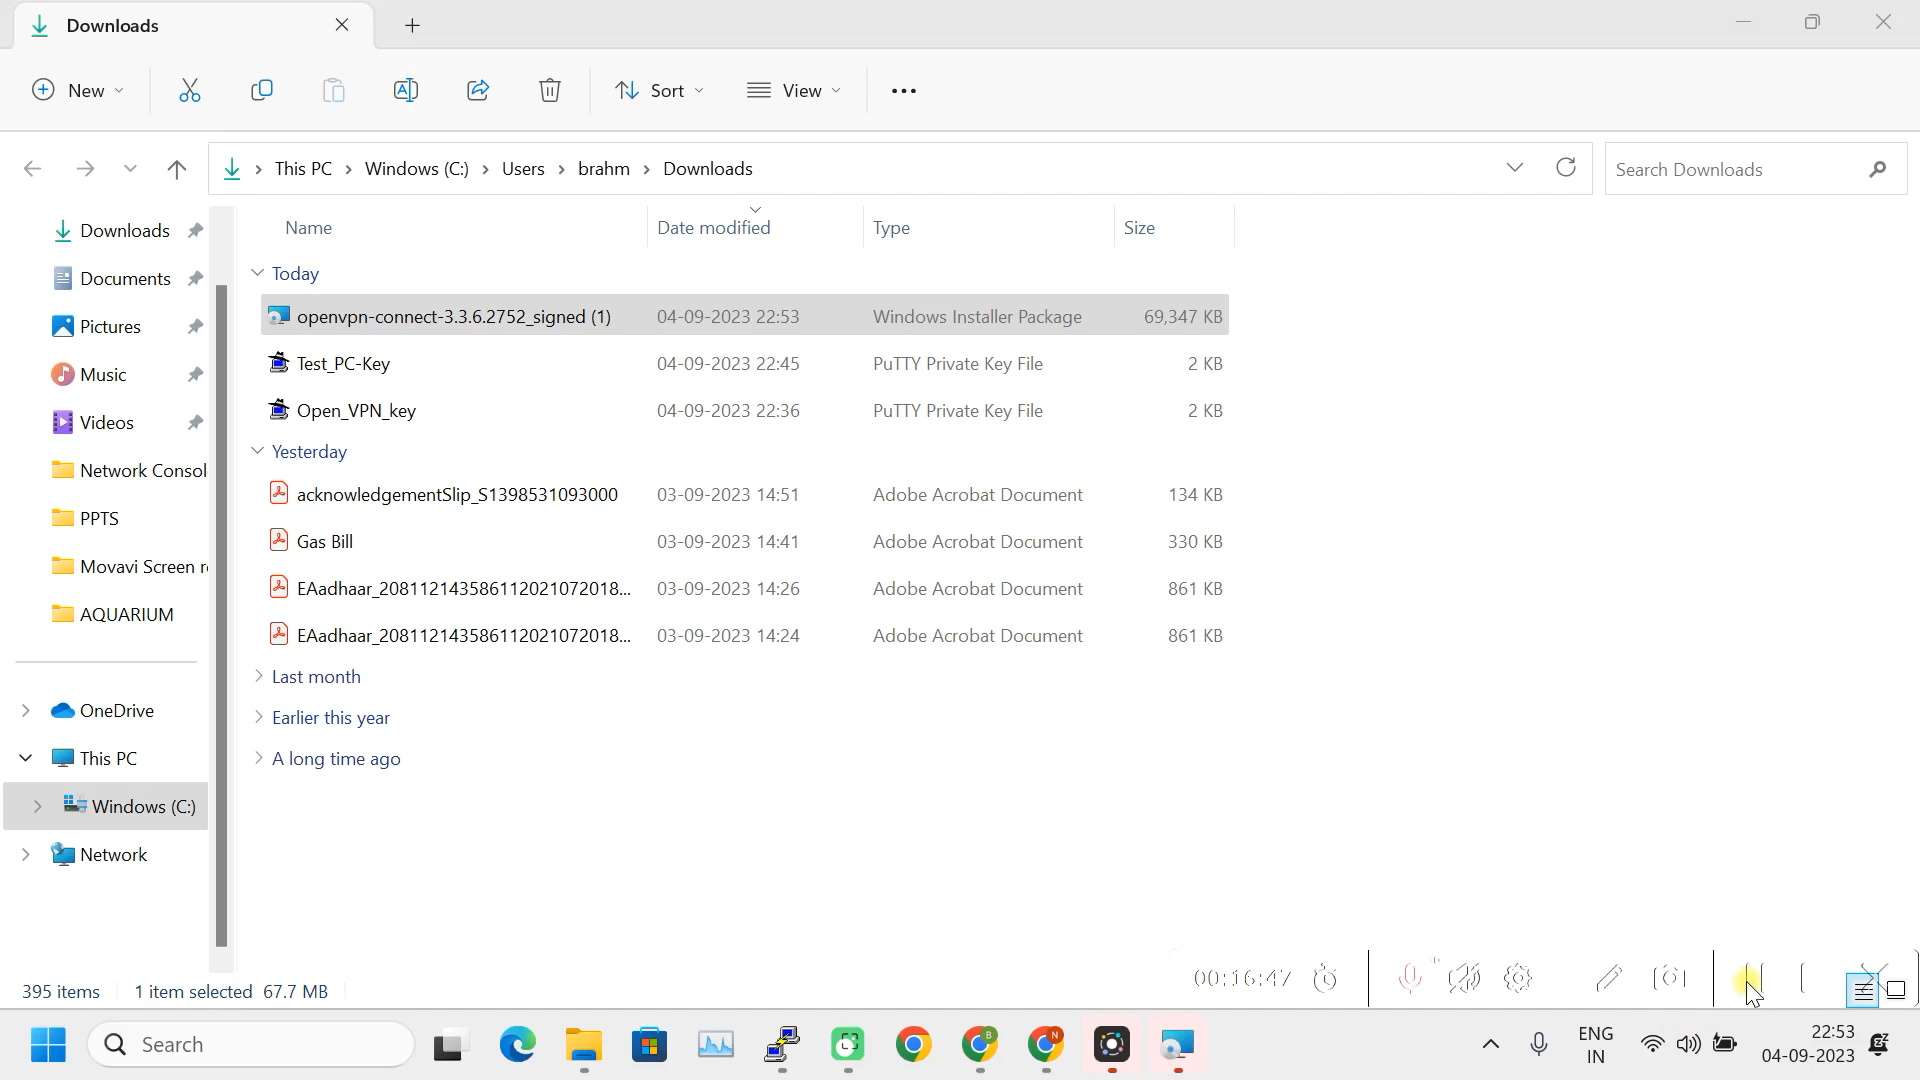 Downloads
New
Sort
View
This PC
Windows (C:)
Users
brahm
Downloads
Search Downloads
Downloads
Documents
Pictures
Music
Videos
Network Consol
PPTS
Movavi Screen r
AQUARIUM
OneDrive
This PC
Windows (C:)
Network
Name Date modified Type Size
Today
openvpn-connect-3.3.6.2752_signed (1) 04-09-2023 22:53 Windows Installer Package 69,347 KB
Test_PC-Key 04-09-2023 22:45 PuTTY Private Key File 2 KB
Open_VPN_key 04-09-2023 22:36 PuTTY Private Key File 2 KB
Yesterday
acknowledgementSlip_S1398531093000 03-09-2023 14:51 Adobe Acrobat Document 134 KB
Gas Bill 03-09-2023 14:41 Adobe Acrobat Document 330 KB
EAadhaar_208112143586112021072018... 03-09-2023 14:26 Adobe Acrobat Document 861 KB
EAadhaar_208112143586112021072018... 03-09-2023 14:24 Adobe Acrobat Document 861 KB
Last month
Earlier this year
A long time ago
00:16:47
395 items 1 item selected 67.7 MB
Search
B
N
ENG
IN
22:53
04-09-2023